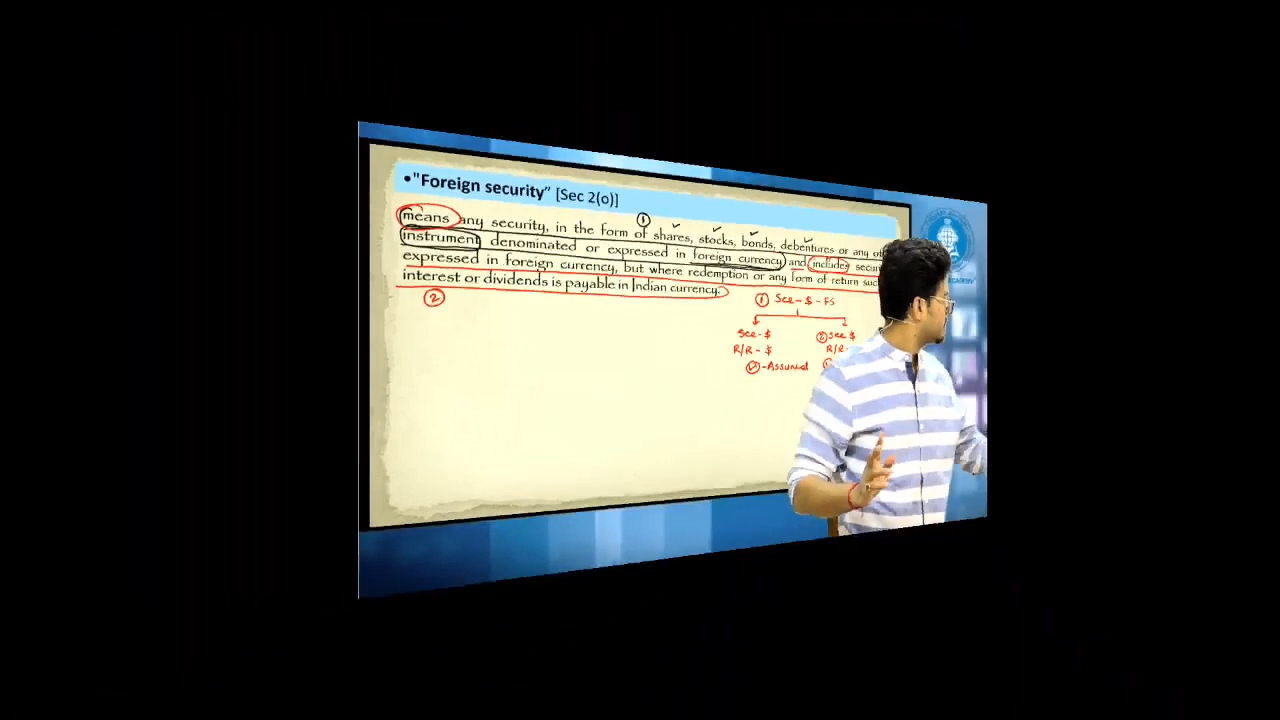 •"Foreign security" [Sec 2(o)]
①
means any security, in the form of shares, stocks, bonds, debentures or any
instrument denominated or expressed in foreign currency and includes
expressed in foreign currency, but where redemption or any form of return
interest or dividends is payable in Indian currency.
②
① Sec - $ - FS
Sec - $ ② Sec $
R/R - $ R/R -
- Assumed